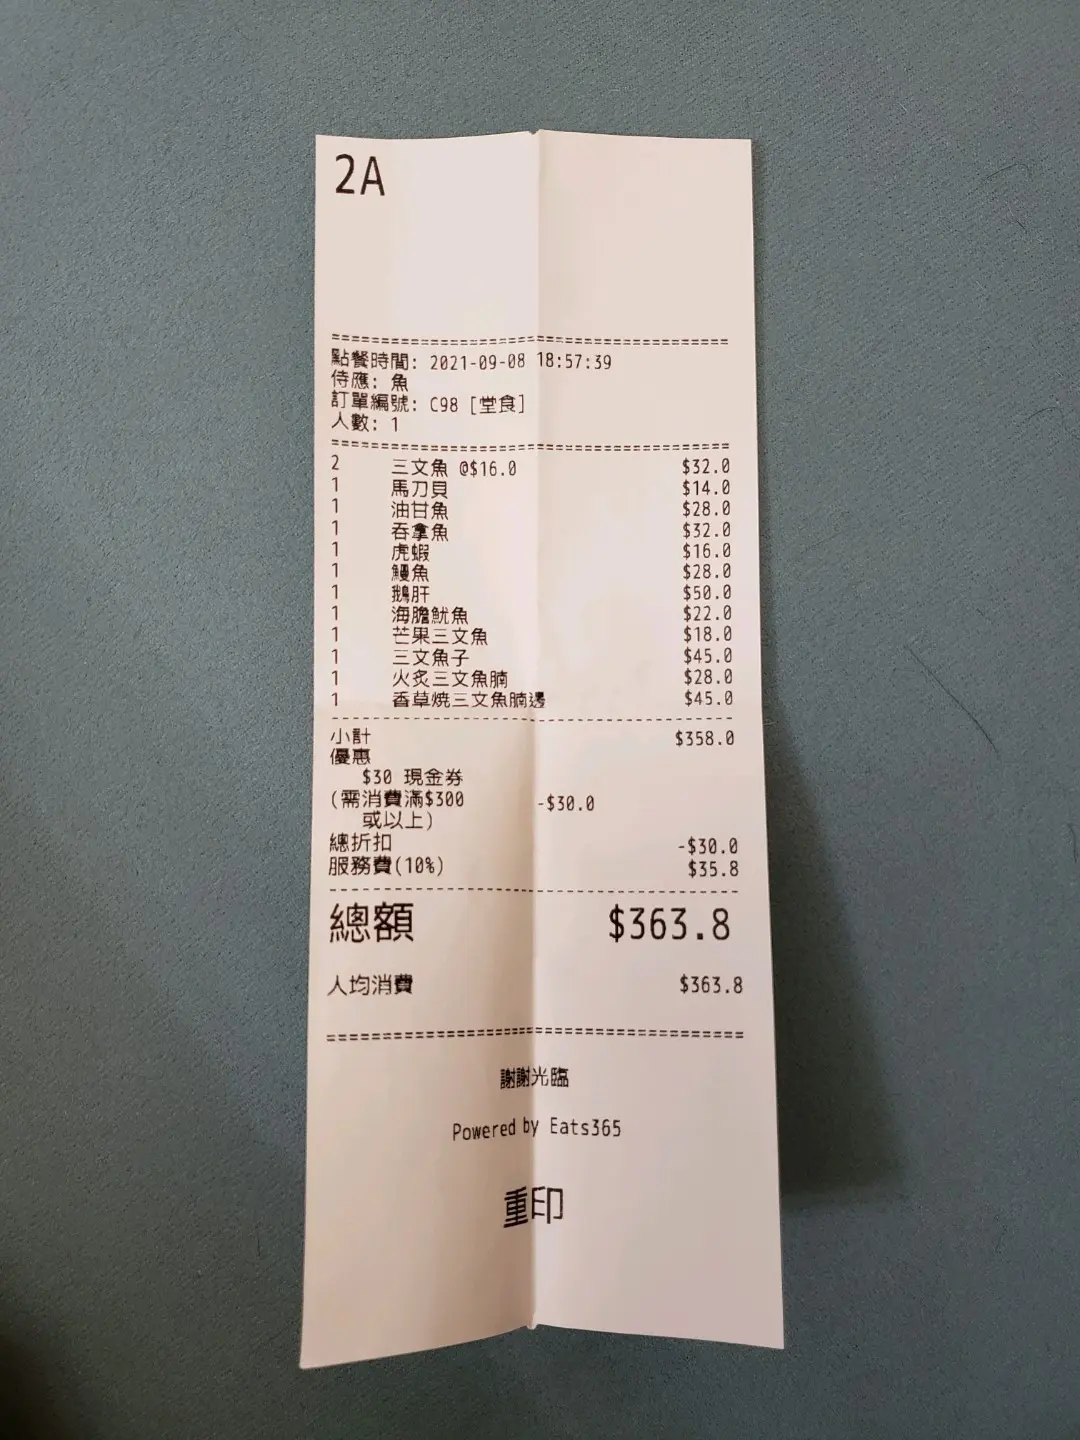 2A
點餐時間: 2021-09-08 18:57:39
侍應: 魚
訂單編號: C98 [堂食]
人數: 1
2 三文魚 @$16.0 $32.0
1 馬刀貝 $14.0
1 油甘魚 $28.0
1 吞拿魚 $32.0
1 虎蝦 $16.0
1 鰻魚 $28.0
1 鵝肝 $50.0
1 海膽魷魚 $22.0
1 芒果三文魚 $18.0
1 三文魚子 $45.0
1 火炙三文魚腩 $28.0
1 香草燒三文魚腩邊 $45.0
小計 $358.0
優惠
$30 現金券
(需消費滿$300 -$30.0
或以上)
總折扣 -$30.0
服務費(10%) $35.8
總額 $363.8
人均消費 $363.8
謝謝光臨
Powered by Eats365
重印